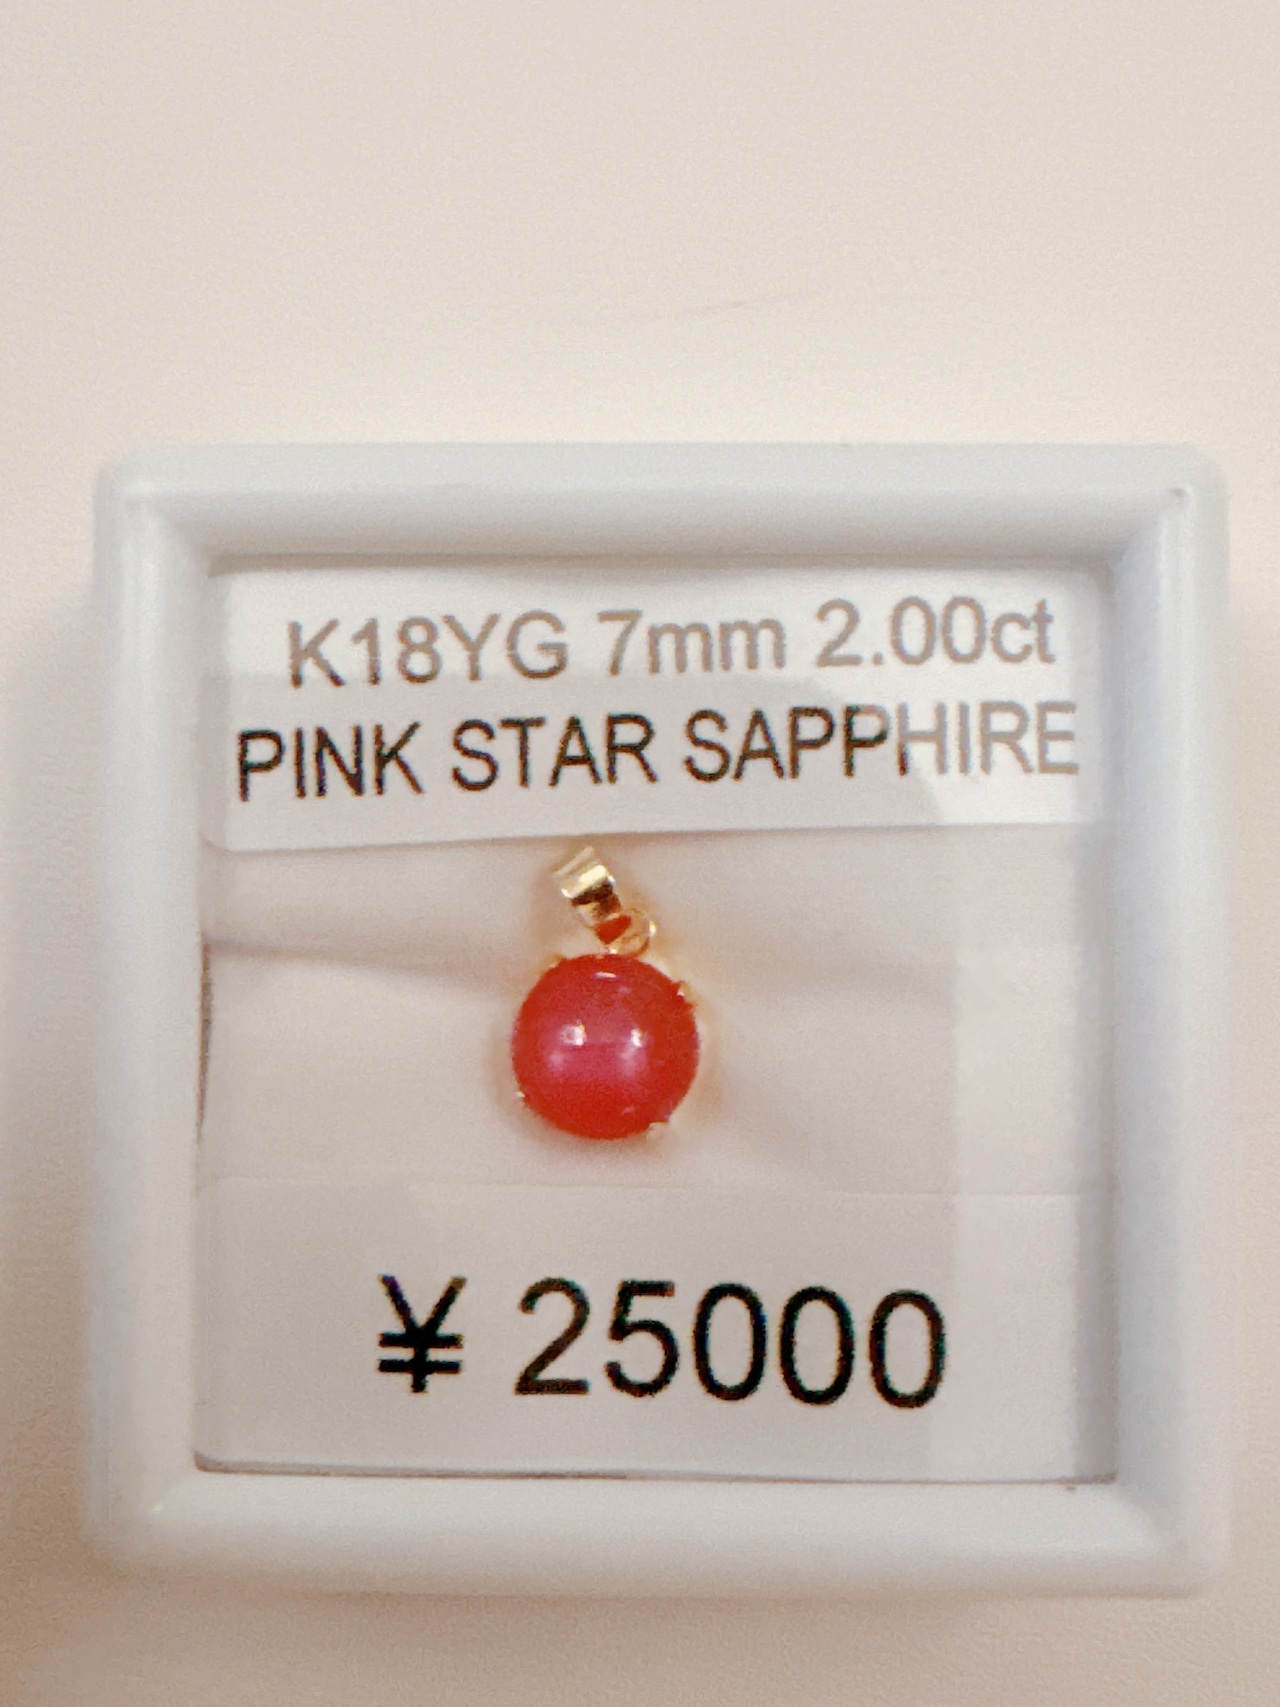 K18YG 7mm 2.00ct
PINK STAR SAPPHIRE
¥ 25000